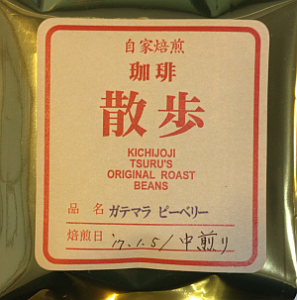 自家焙煎
珈琲
散歩
KICHIJOJI
TSURU'S
ORIGINAL ROAST
BEANS
品名 ガテマラ ピーベリー
焙煎日 '17.1.5/中煎り